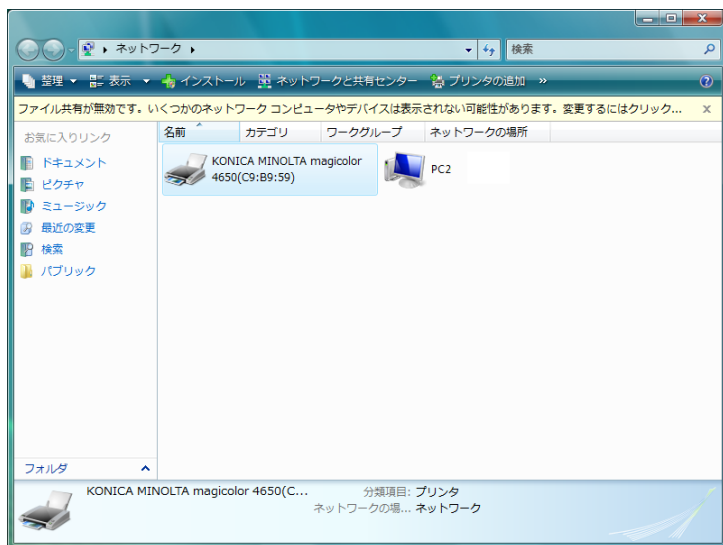 ネットワーク
検索
整理 表示 インストール ネットワークと共有センター プリンタの追加 »
ファイル共有が無効です。いくつかのネットワーク コンピュータやデバイスは表示されない可能性があります。変更するにはクリック...
お気に入りリンク
ドキュメント
ピクチャ
ミュージック
最近の変更
検索
パブリック
名前 カテゴリ ワークグループ ネットワークの場所
KONICA MINOLTA magicolor
4650(C9:B9:59)
PC2
フォルダ
KONICA MINOLTA magicolor 4650(C... 分類項目: プリンタ
ネットワークの場... ネットワーク